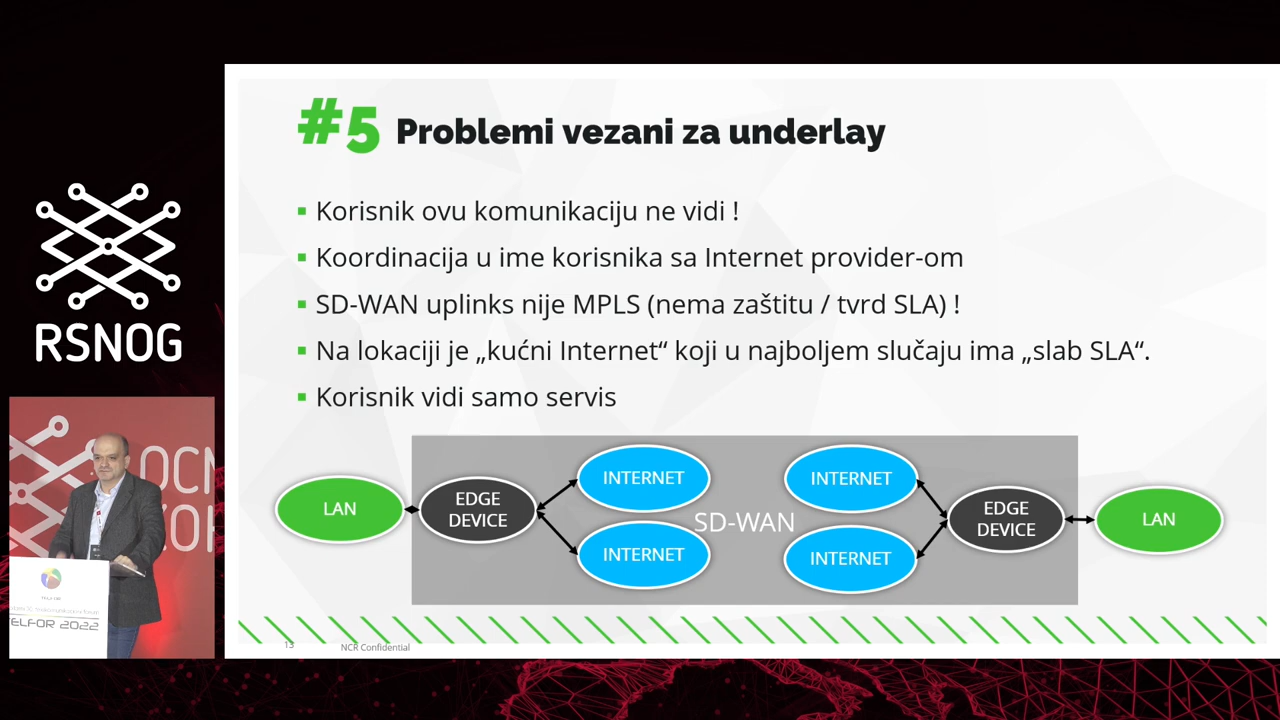 #5 Problemi vezani za underlay
▪ Korisnik ovu komunikaciju ne vidi !
▪ Koordinacija u ime korisnika sa Internet provider-om
▪ SD-WAN uplinks nije MPLS (nema zaštitu / tvrd SLA) !
▪ Na lokaciji je „kućni Internet“ koji u najboljem slučaju ima „slab SLA“.
▪ Korisnik vidi samo servis
LAN
EDGE
DEVICE
INTERNET
INTERNET
SD-WAN
INTERNET
INTERNET
EDGE
DEVICE
LAN
13
NCR Confidential
RSNOG
TELFOR
TELFOR 2022